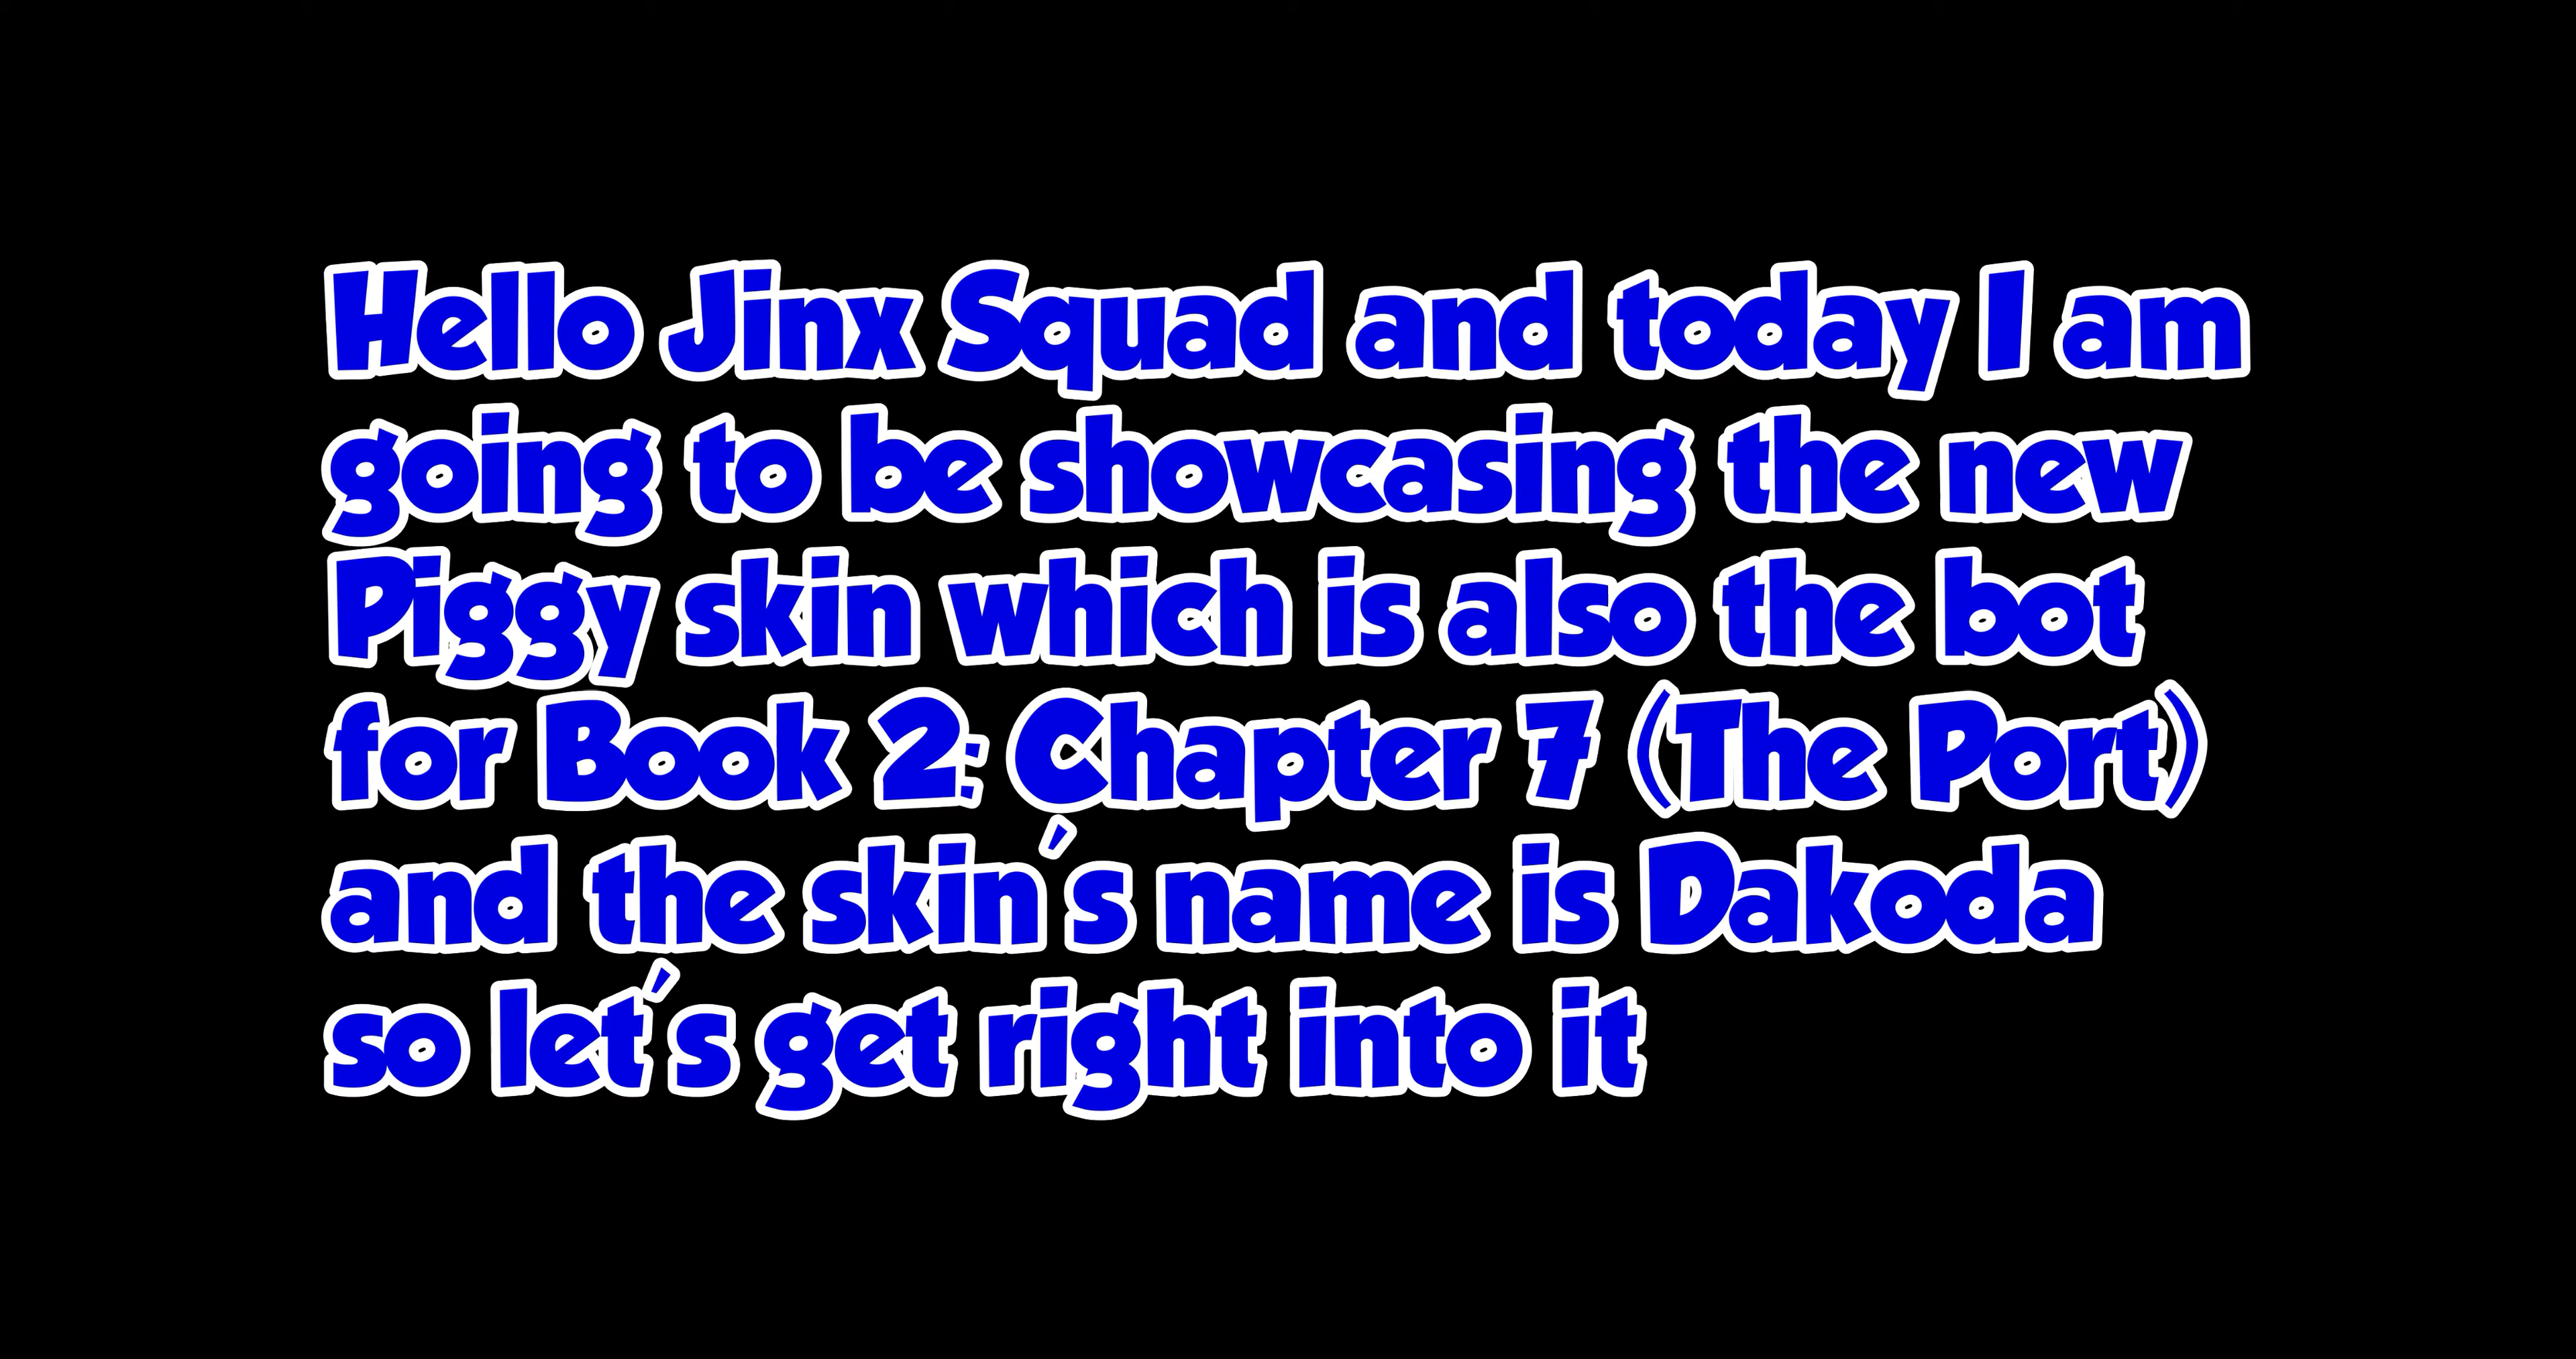 Hello Jinx Squad and today I am
going to be showcasing the new
Piggy skin which is also the bot
for Book 2: Chapter 7 (The Port)
and the skin's name is Dakoda
so let's get right into it